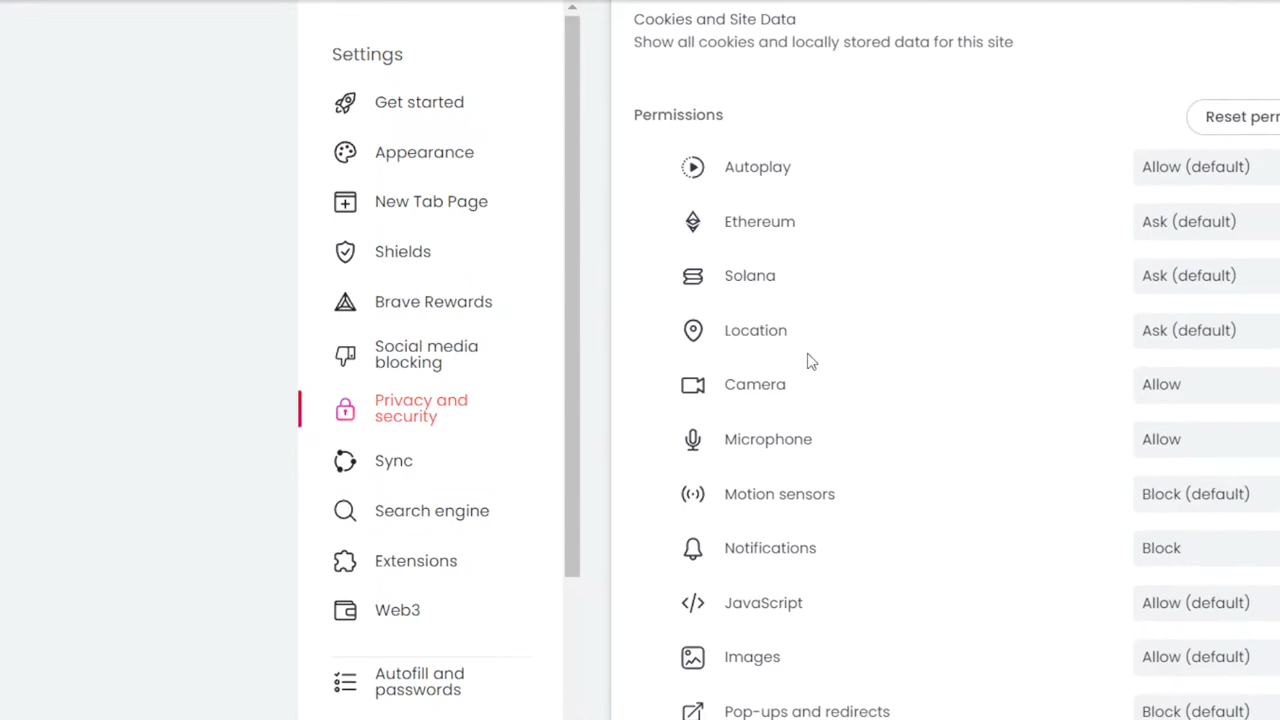 Settings
Get started
Appearance
New Tab Page
Shields
Brave Rewards
Social media
blocking
Privacy and
security
Sync
Search engine
Extensions
Web3
Autofill and
passwords
Cookies and Site Data
Show all cookies and locally stored data for this site
Permissions
Reset perr
Autoplay Allow (default)
Ethereum Ask (default)
Solana Ask (default)
Location Ask (default)
Camera Allow
Microphone Allow
Motion sensors Block (default)
Notifications Block
JavaScript Allow (default)
Images Allow (default)
Pop-ups and redirects Block (default)